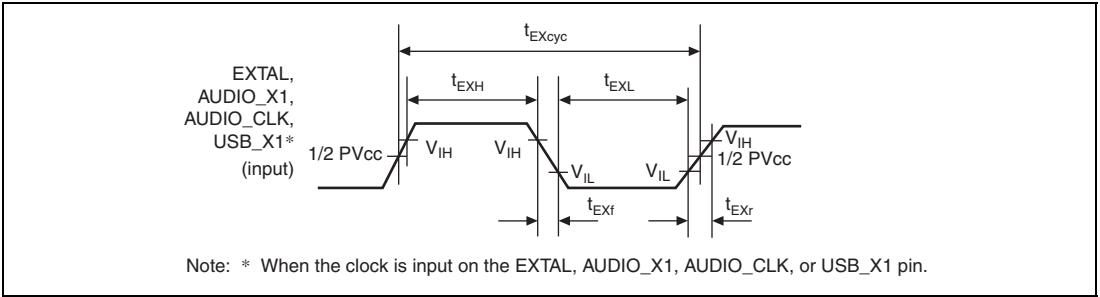 tEXcyc
EXTAL,
AUDIO_X1,
AUDIO_CLK,
USB_X1*
(input)
tEXH
tEXL
1/2 PVcc
VIH
VIH
VIL
VIL
VIH
1/2 PVcc
tEXf
tEXr
Note: * When the clock is input on the EXTAL, AUDIO_X1, AUDIO_CLK, or USB_X1 pin.